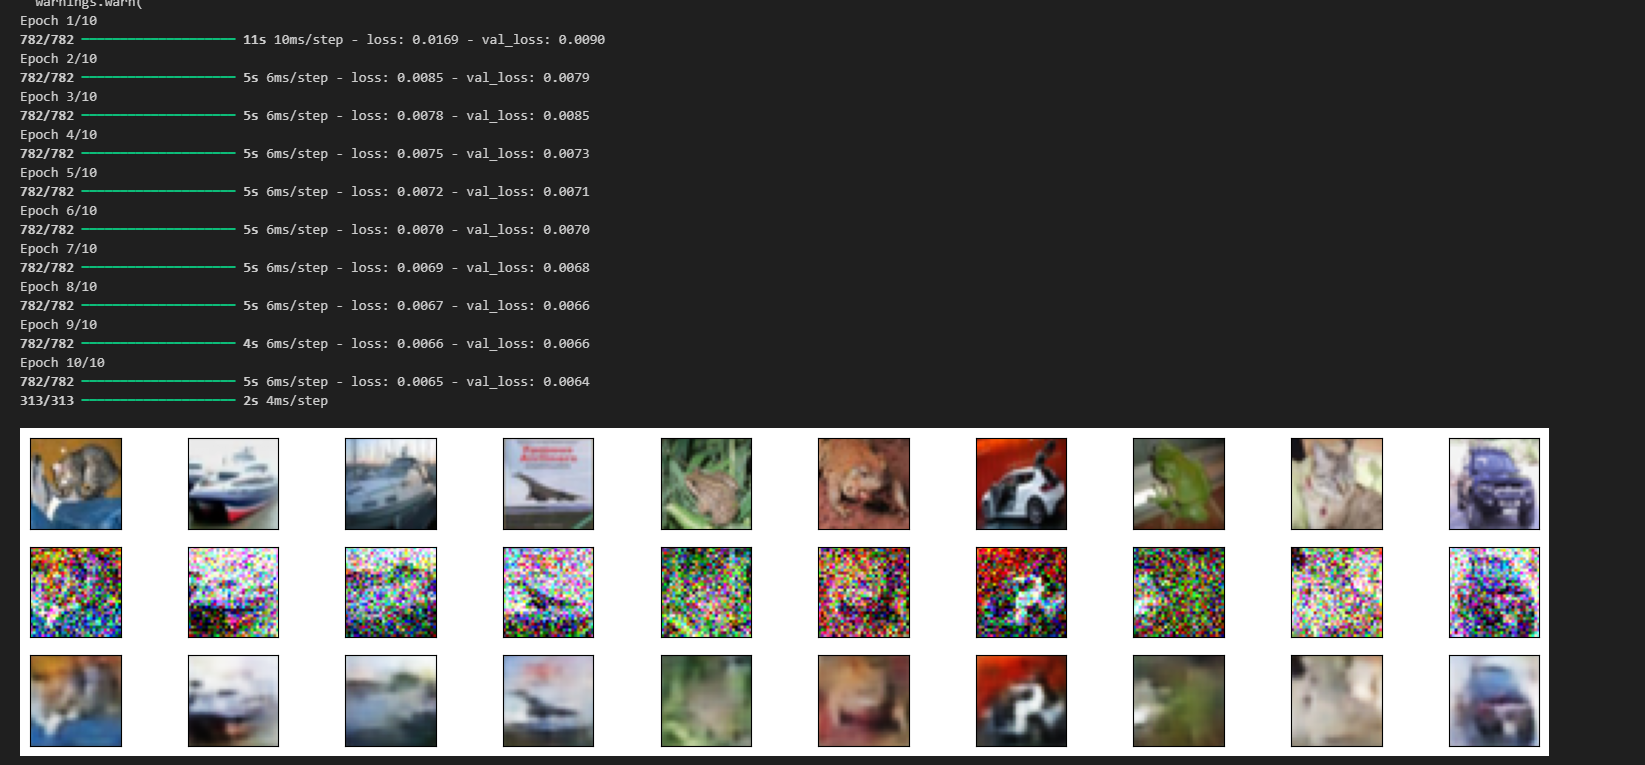 warnings.warn(
Epoch 1/10
782/782 11s 10ms/step - loss: 0.0169 - val_loss: 0.0090
Epoch 2/10
782/782 5s 6ms/step - loss: 0.0085 - val_loss: 0.0079
Epoch 3/10
782/782 5s 6ms/step - loss: 0.0078 - val_loss: 0.0085
Epoch 4/10
782/782 5s 6ms/step - loss: 0.0075 - val_loss: 0.0073
Epoch 5/10
782/782 5s 6ms/step - loss: 0.0072 - val_loss: 0.0071
Epoch 6/10
782/782 5s 6ms/step - loss: 0.0070 - val_loss: 0.0070
Epoch 7/10
782/782 5s 6ms/step - loss: 0.0069 - val_loss: 0.0068
Epoch 8/10
782/782 5s 6ms/step - loss: 0.0067 - val_loss: 0.0066
Epoch 9/10
782/782 4s 6ms/step - loss: 0.0066 - val_loss: 0.0066
Epoch 10/10
782/782 5s 6ms/step - loss: 0.0065 - val_loss: 0.0064
313/313 2s 4ms/step